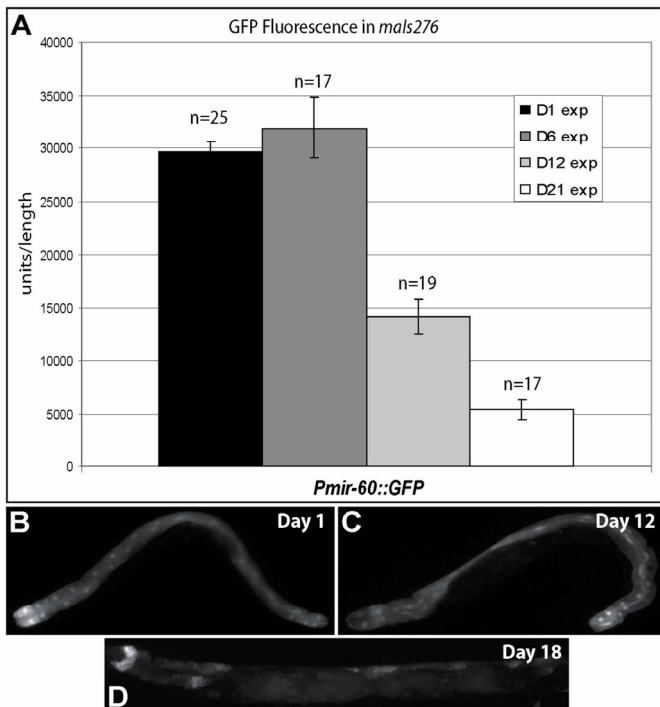 A
GFP Fluorescence in maIs276
40000
35000
30000
25000
20000
15000
10000
5000
0
units/length
n=25
n=17
n=19
n=17
D1 exp
D6 exp
D12 exp
D21 exp
Pmir-60::GFP
B
Day 1
C
Day 12
D
Day 18